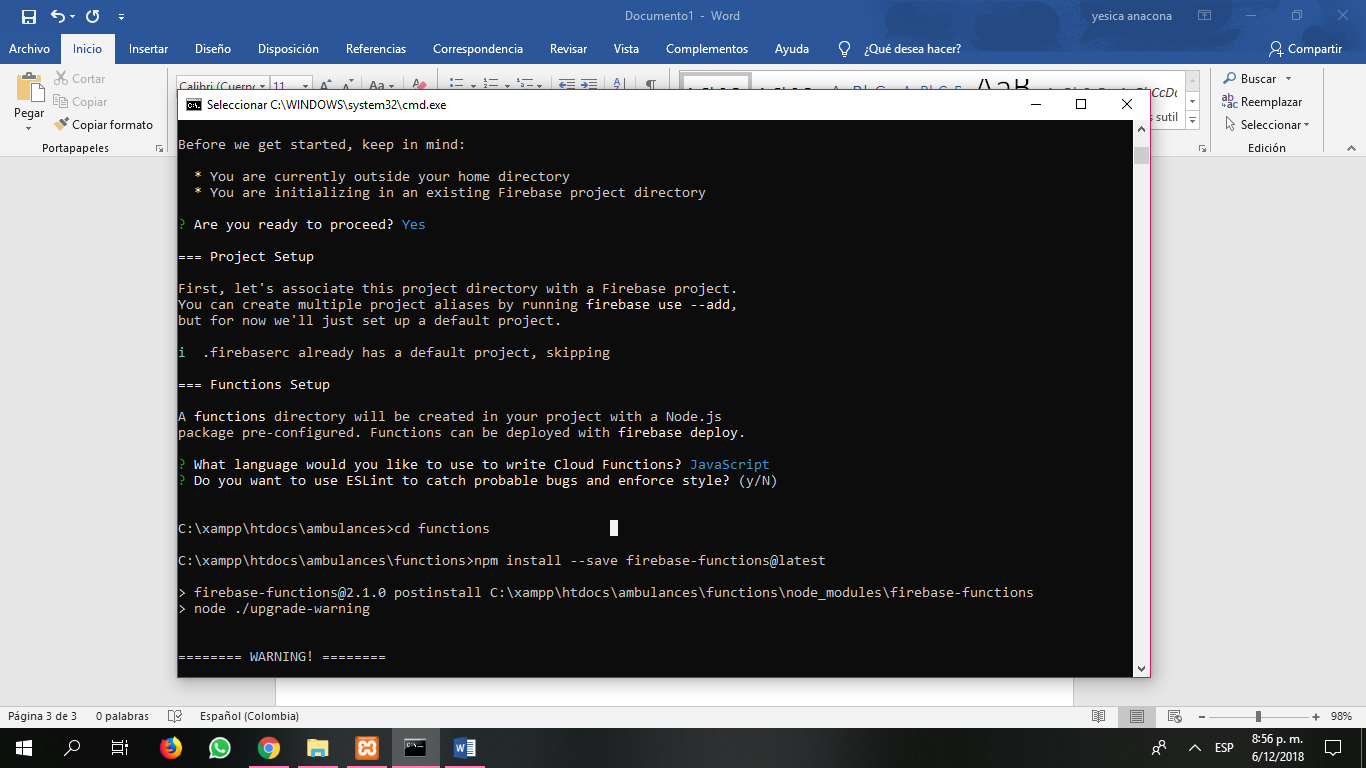 Documento1 - Word
yesica anacona
Archivo Inicio Insertar Diseño Disposición Referencias Correspondencia Revisar Vista Complementos Ayuda ¿Qué desea hacer? Compartir
Pegar
Cortar
Copiar
Copiar formato
Portapapeles
Calibri (Cuerpo 11
Buscar
Reemplazar
Seleccionar
Edición
s sutil
Seleccionar C:\WINDOWS\system32\cmd.exe
Before we get started, keep in mind:
* You are currently outside your home directory
* You are initializing in an existing Firebase project directory
? Are you ready to proceed? Yes
=== Project Setup
First, let's associate this project directory with a Firebase project.
You can create multiple project aliases by running firebase use --add,
but for now we'll just set up a default project.
i .firebaserc already has a default project, skipping
=== Functions Setup
A functions directory will be created in your project with a Node.js
package pre-configured. Functions can be deployed with firebase deploy.
? What language would you like to use to write Cloud Functions? JavaScript
? Do you want to use ESLint to catch probable bugs and enforce style? (y/N)
C:\xampp\htdocs\ambulances>cd functions
C:\xampp\htdocs\ambulances\functions>npm install --save firebase-functions@latest
> firebase-functions@2.1.0 postinstall C:\xampp\htdocs\ambulances\functions\node_modules\firebase-functions
> node ./upgrade-warning
======== WARNING! ========
Página 3 de 3 0 palabras Español (Colombia) 98%
ESP
8:56 p. m.
6/12/2018